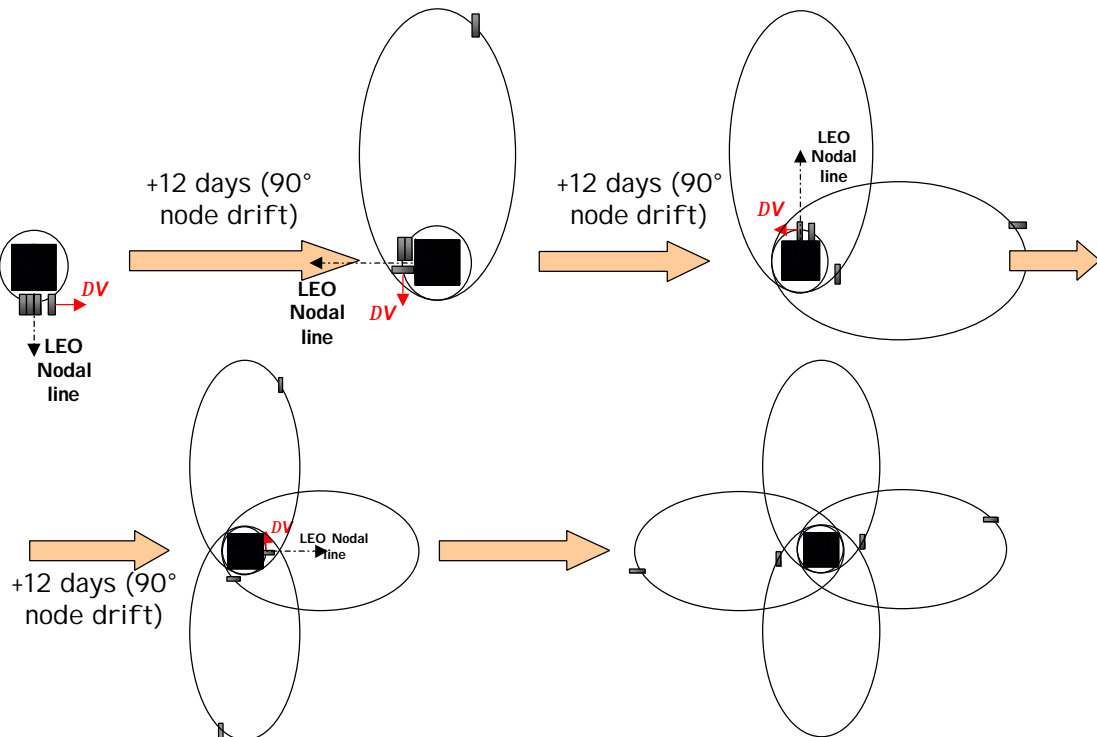 +12 days (90°
node drift)
DV
LEO
Nodal
line
LEO
Nodal
line
DV
+12 days (90°
node drift)
LEO
Nodal
line
DV
+12 days (90°
node drift)
DV
LEO Nodal
line